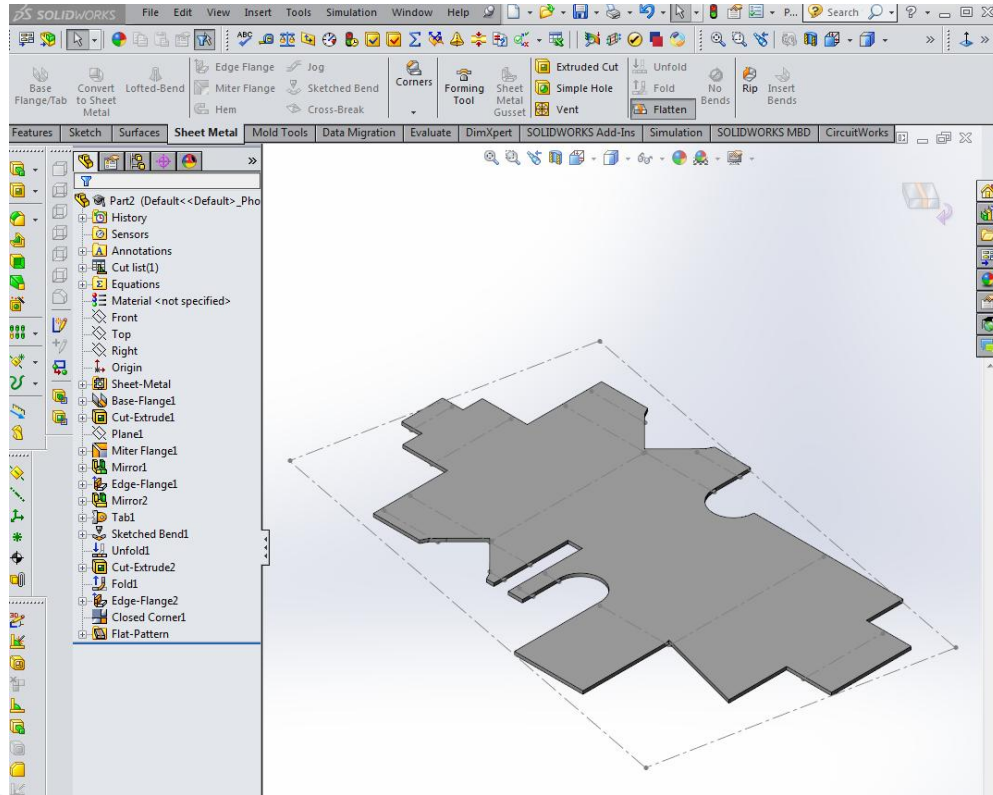 SOLIDWORKS File Edit View Insert Tools Simulation Window Help P... Search
Base Flange/Tab
Convert to Sheet Metal
Lofted-Bend
Edge Flange
Miter Flange
Hem
Jog
Sketched Bend
Cross-Break
Corners
Forming Tool
Sheet Metal Gusset
Extruded Cut
Simple Hole
Vent
Unfold
Fold
Flatten
No Bends
Rip
Insert Bends
Features Sketch Surfaces Sheet Metal Mold Tools Data Migration Evaluate DimXpert SOLIDWORKS Add-Ins Simulation SOLIDWORKS MBD CircuitWorks
Part2 (Default<<Default>_Pho
History
Sensors
Annotations
Cut list(1)
Equations
Material <not specified>
Front
Top
Right
Origin
Sheet-Metal
Base-Flange1
Cut-Extrude1
Plane1
Miter Flange1
Mirror1
Edge-Flange1
Mirror2
Tab1
Sketched Bend1
Unfold1
Cut-Extrude2
Fold1
Edge-Flange2
Closed Corner1
Flat-Pattern